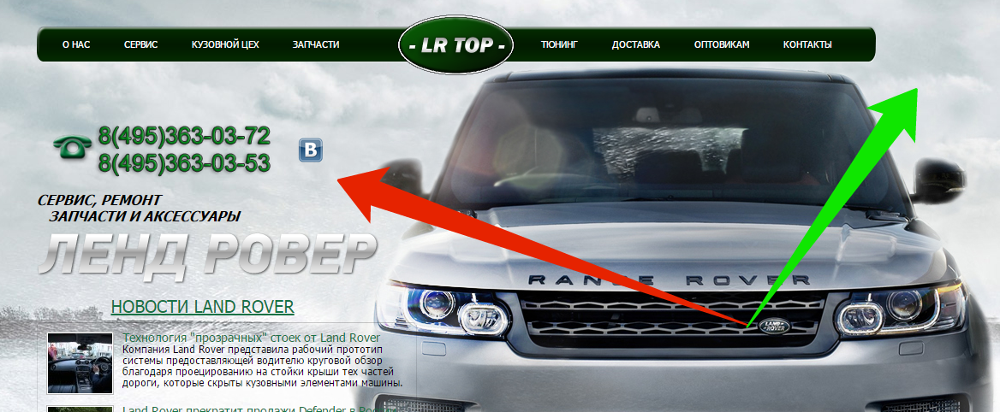 О НАС СЕРВИС КУЗОВНОЙ ЦЕХ ЗАПЧАСТИ - LR TOP - ТЮНИНГ ДОСТАВКА ОПТОВИКАМ КОНТАКТЫ
8(495)363-03-72
В
8(495)363-03-53
СЕРВИС, РЕМОНТ
ЗАПЧАСТИ И АКСЕССУАРЫ
ЛЕНД РОВЕР
RANGE ROVER
НОВОСТИ LAND ROVER
LAND-
-ROVER
Технология "прозрачных" стоек от Land Rover
Компания Land Rover представила рабочий прототип
системы предоставляющей водителю круговой обзор
благодаря проецированию на стойки крыши тех частей
дороги, которые скрыты кузовными элементами машины.
Land Rover прекратит продажи Defender в